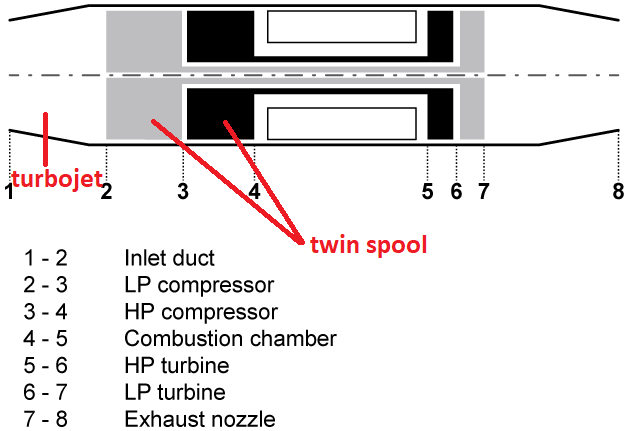 turbojet
1 2 3 4 5 6 7 8
twin spool
1 - 2 Inlet duct
2 - 3 LP compressor
3 - 4 HP compressor
4 - 5 Combustion chamber
5 - 6 HP turbine
6 - 7 LP turbine
7 - 8 Exhaust nozzle